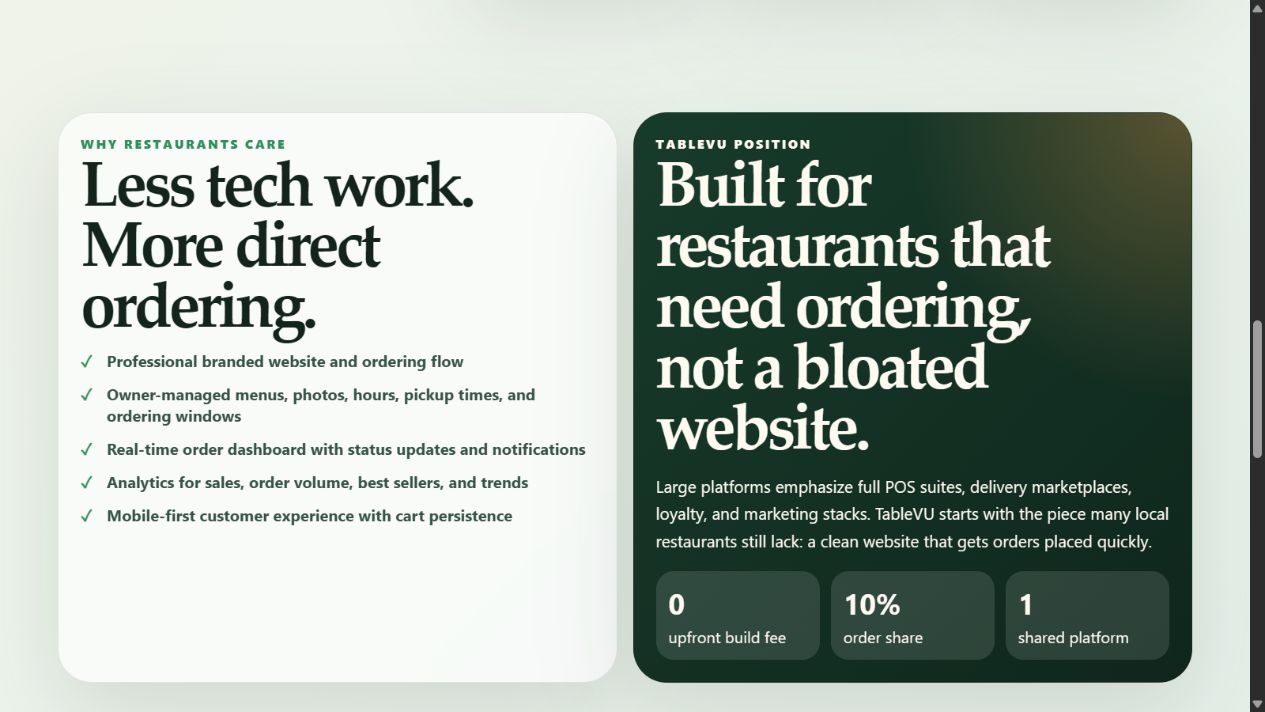 WHY RESTAURANTS CARE
Less tech work.
More direct
ordering.
✓ Professional branded website and ordering flow
✓ Owner-managed menus, photos, hours, pickup times, and
ordering windows
✓ Real-time order dashboard with status updates and notifications
✓ Analytics for sales, order volume, best sellers, and trends
✓ Mobile-first customer experience with cart persistence
TABLEVU POSITION
Built for
restaurants that
need ordering,
not a bloated
website.
Large platforms emphasize full POS suites, delivery marketplaces,
loyalty, and marketing stacks. TableVU starts with the piece many local
restaurants still lack: a clean website that gets orders placed quickly.
0
upfront build fee
10%
order share
1
shared platform